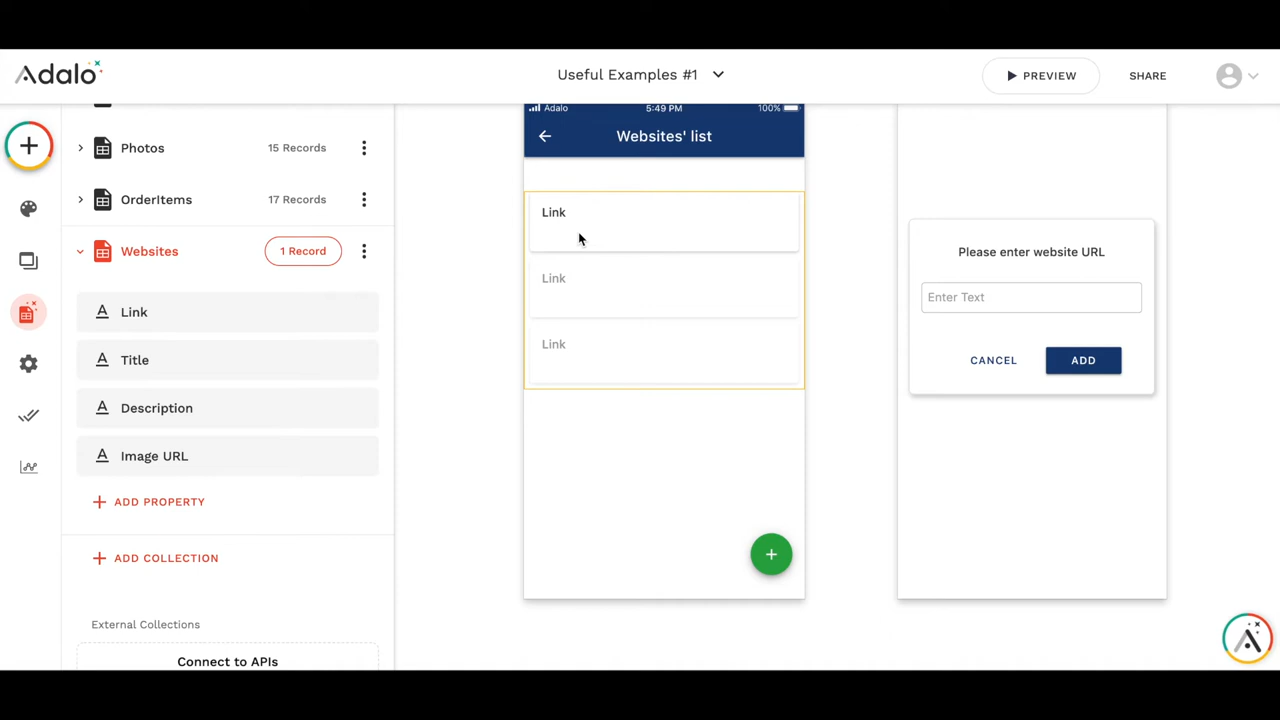 Adalo
Useful Examples #1
PREVIEW
SHARE
Photos
15 Records
OrderItems
17 Records
Websites
1 Record
Link
Title
Description
Image URL
ADD PROPERTY
ADD COLLECTION
External Collections
Connect to APIs
Adalo 5:49 PM 100%
Websites' list
Link
Link
Link
+
Please enter website URL
Enter Text
CANCEL
ADD